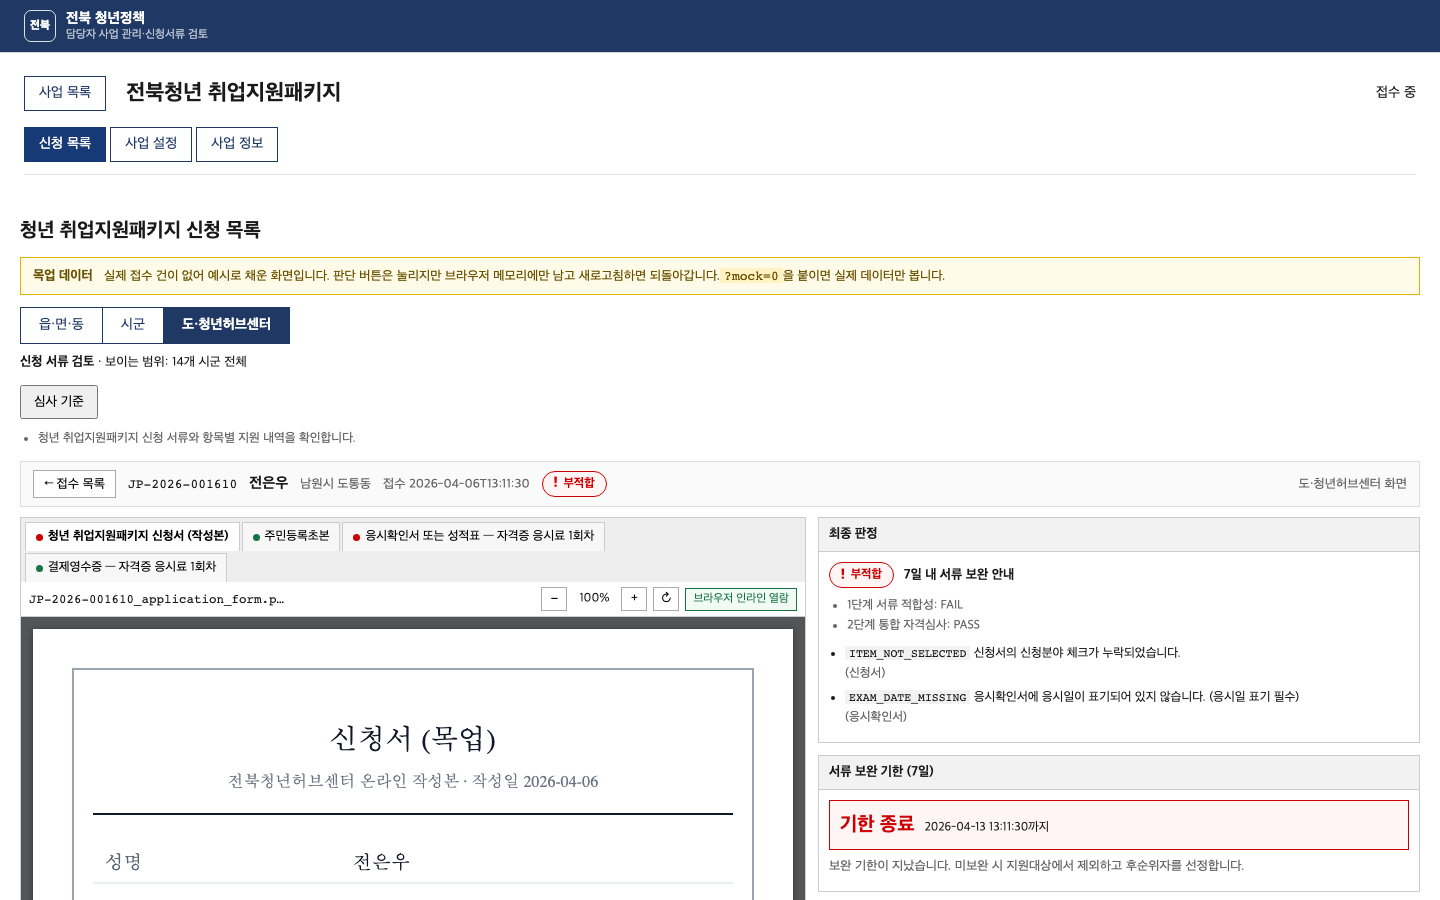 전북
전북 청년정책
담당자 사업 관리·신청서류 검토
사업 목록
전북청년 취업지원패키지
접수 중
신청 목록
사업 설정
사업 정보
청년 취업지원패키지 신청 목록
목업 데이터 실제 접수 건이 없어 예시로 채운 화면입니다. 판단 버튼은 눌리지만 브라우저 메모리에만 남고 새로고침하면 되돌아갑니다. ?mock=0 을 붙이면 실제 데이터만 봅니다.
읍·면·동
시군
도·청년허브센터
신청 서류 검토 · 보이는 범위: 14개 시군 전체
심사 기준
청년 취업지원패키지 신청 서류와 항목별 지원 내역을 확인합니다.
←접수 목록 JP-2026-001610 전은우 남원시 도통동 접수 2026-04-06T13:11:30 ! 부적합 도·청년허브센터 화면
청년 취업지원패키지 신청서 (작성본)
주민등록초본
응시확인서 또는 성적표 — 자격증 응시료 1회차
결제영수증 — 자격증 응시료 1회차
JP-2026-001610_application_form.p…
− 100% + ↻ 브라우저 인라인 열람
신청서 (목업)
전북청년허브센터 온라인 작성본 · 작성일 2026-04-06
성명 전은우
최종 판정
! 부적합 7일 내 서류 보완 안내
1단계 서류 적합성: FAIL
2단계 통합 자격심사: PASS
ITEM_NOT_SELECTED 신청서의 신청분야 체크가 누락되었습니다.
(신청서)
EXAM_DATE_MISSING 응시확인서에 응시일이 표기되어 있지 않습니다. (응시일 표기 필수)
(응시확인서)
서류 보완 기한 (7일)
기한 종료 2026-04-13 13:11:30까지
보완 기한이 지났습니다. 미보완 시 지원대상에서 제외하고 후순위자를 선정합니다.